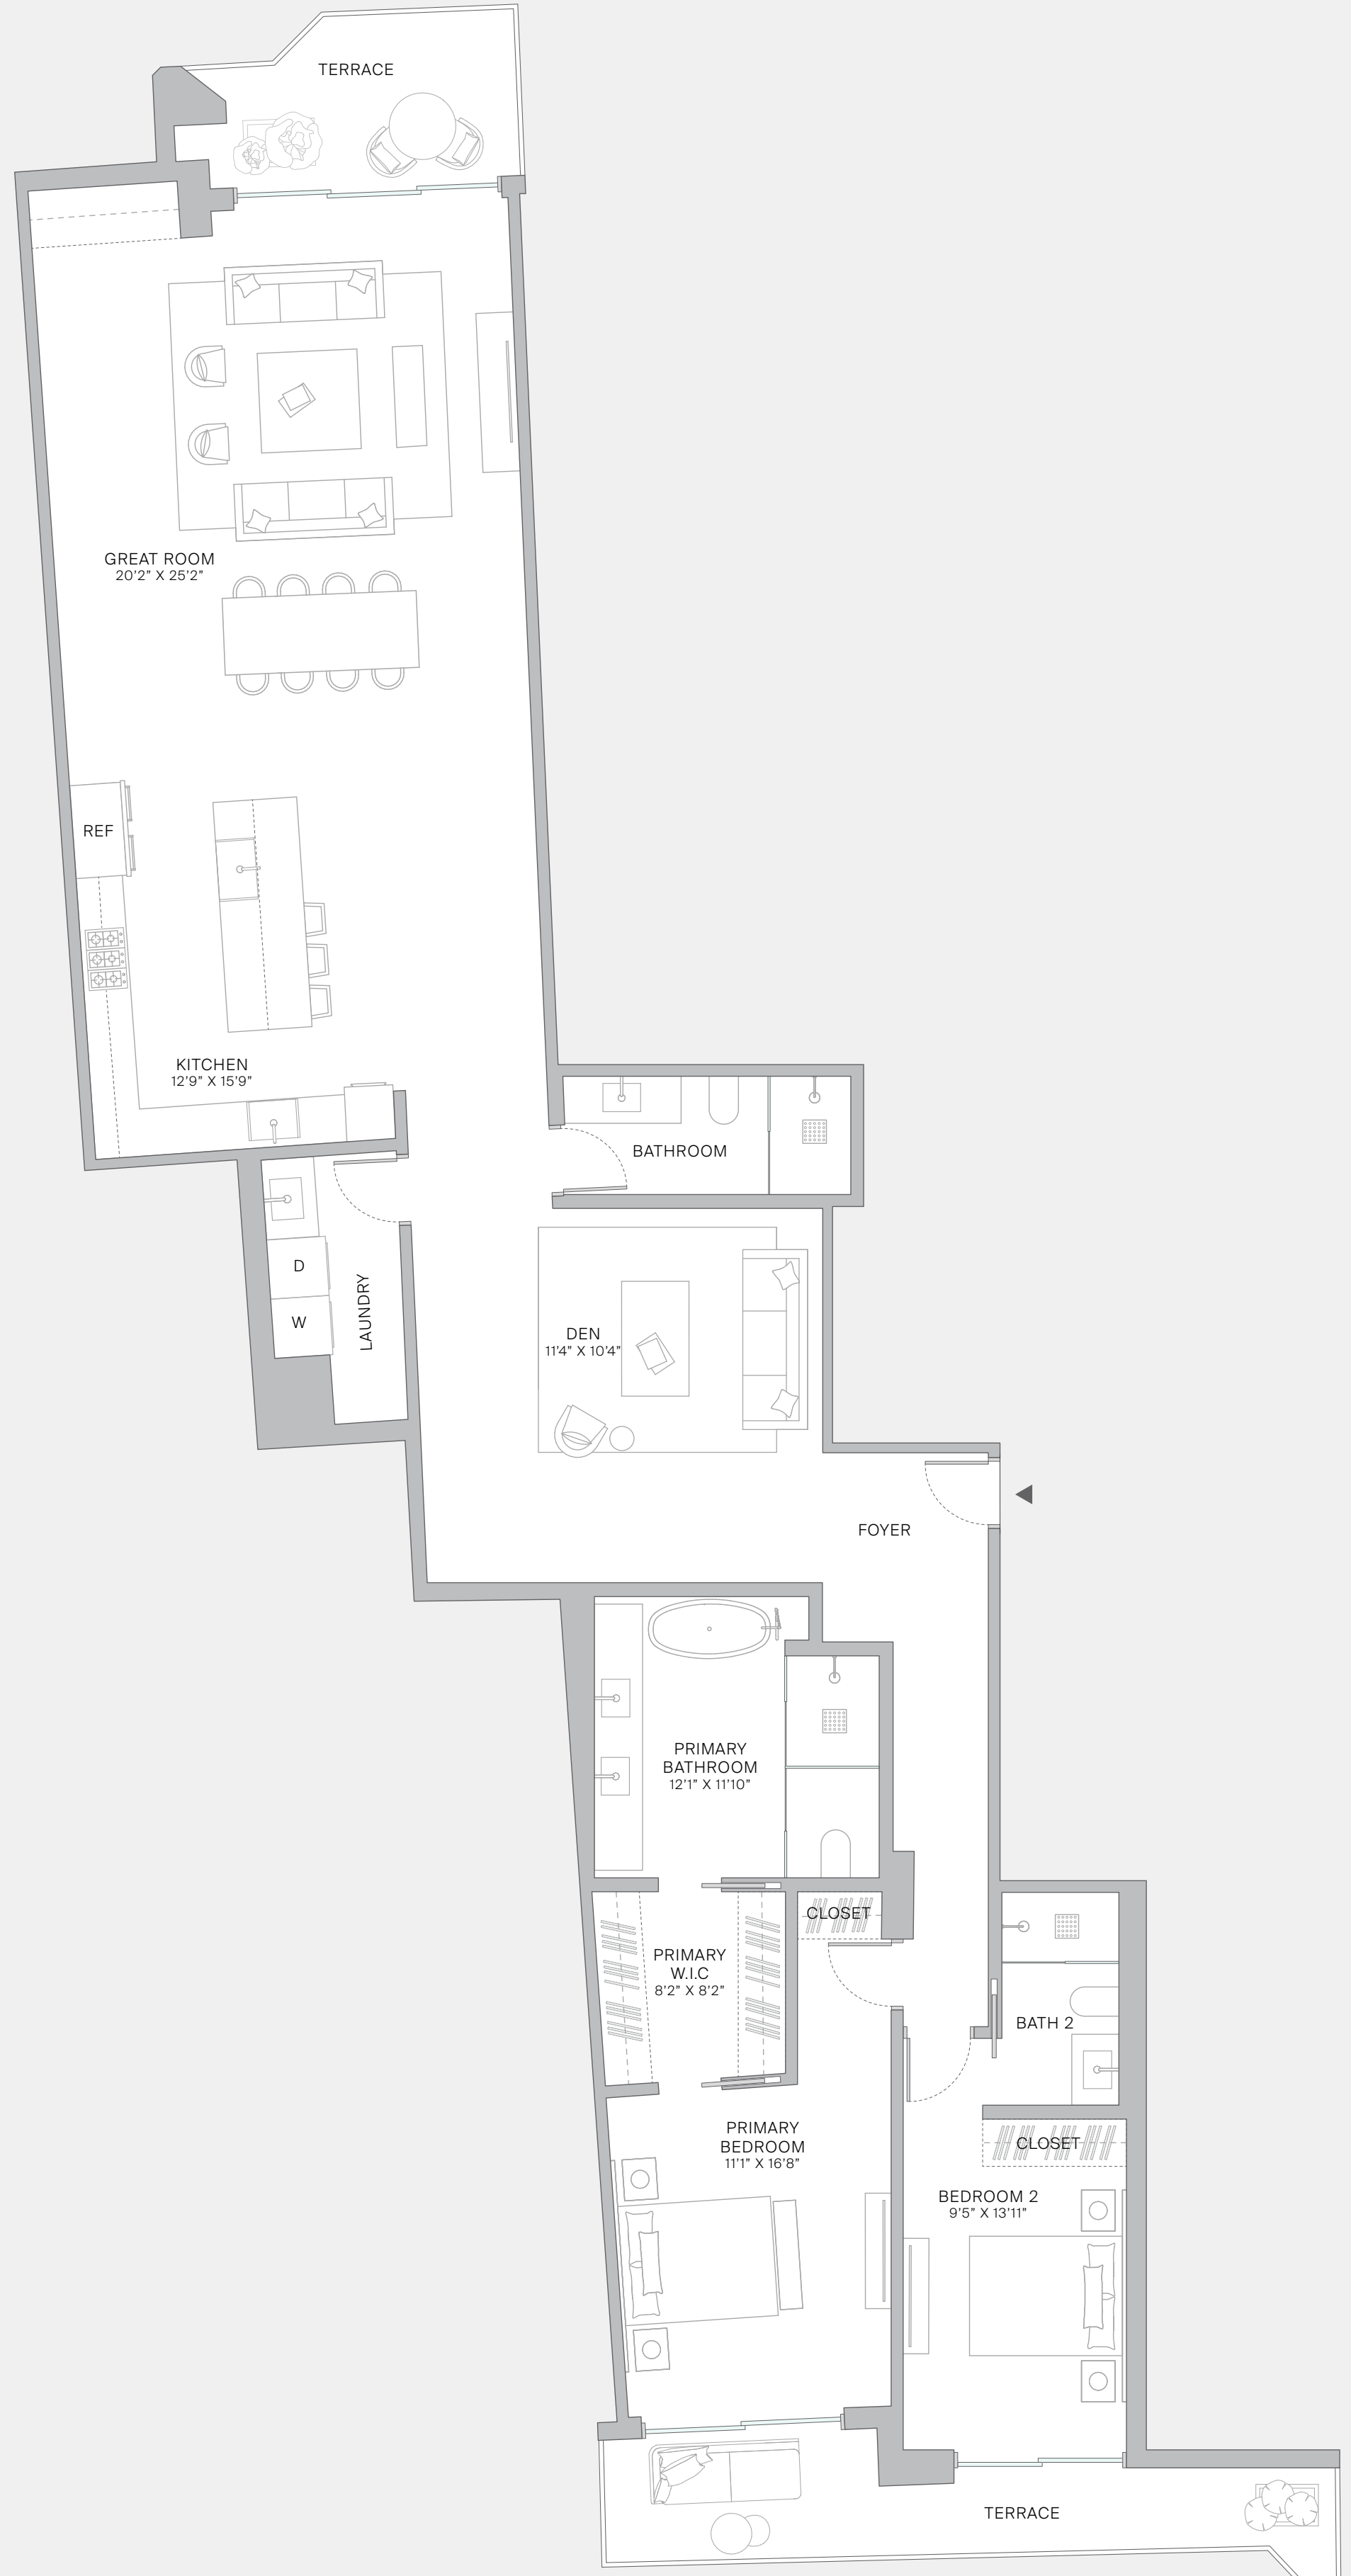 TERRACE
GREAT ROOM
20'2" X 25'2"
REF
KITCHEN
12'9" X 15'9"
BATHROOM
D
W
LAUNDRY
DEN
11'4" X 10'4"
FOYER
PRIMARY
BATHROOM
12'1" X 11'10"
CLOSET
PRIMARY
W.I.C
8'2" X 8'2"
BATH 2
PRIMARY
BEDROOM
11'1" X 16'8"
CLOSET
BEDROOM 2
9'5" X 13'11"
TERRACE